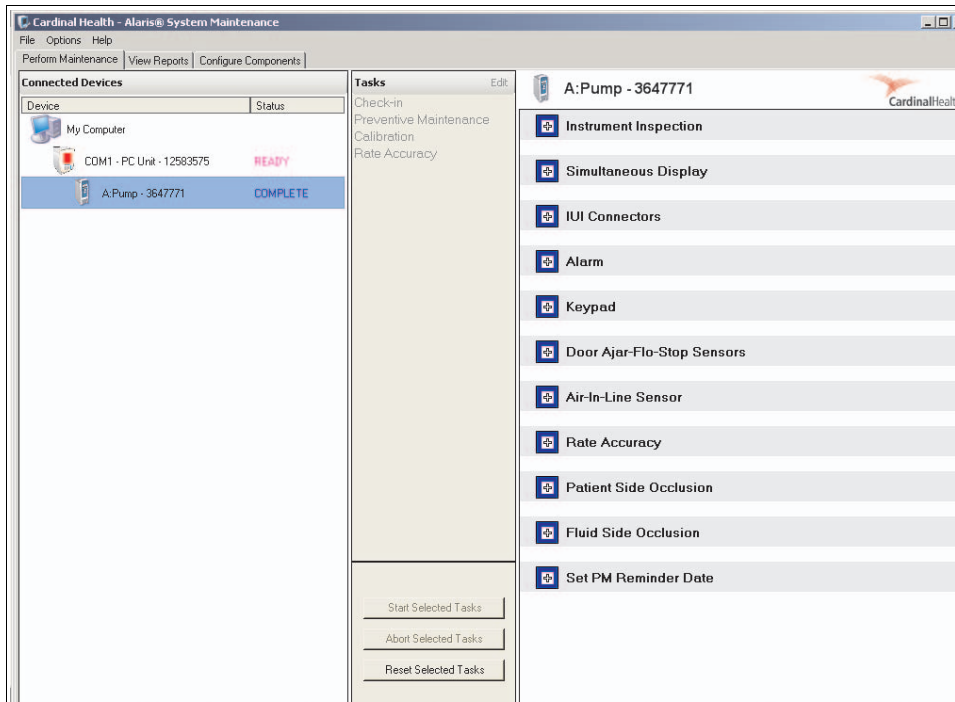 Cardinal Health - Alaris® System Maintenance
File Options Help
Perform Maintenance View Reports Configure Components
Connected Devices
Device Status
My Computer
COM1 - PC Unit - 12583575 READY
A:Pump - 3647771 COMPLETE
Tasks Edit
Check-in
Preventive Maintenance
Calibration
Rate Accuracy
Start Selected Tasks
Abort Selected Tasks
Reset Selected Tasks
A:Pump - 3647771
CardinalHealt
Instrument Inspection
Simultaneous Display
IUI Connectors
Alarm
Keypad
Door Ajar-Flo-Stop Sensors
Air-In-Line Sensor
Rate Accuracy
Patient Side Occlusion
Fluid Side Occlusion
Set PM Reminder Date